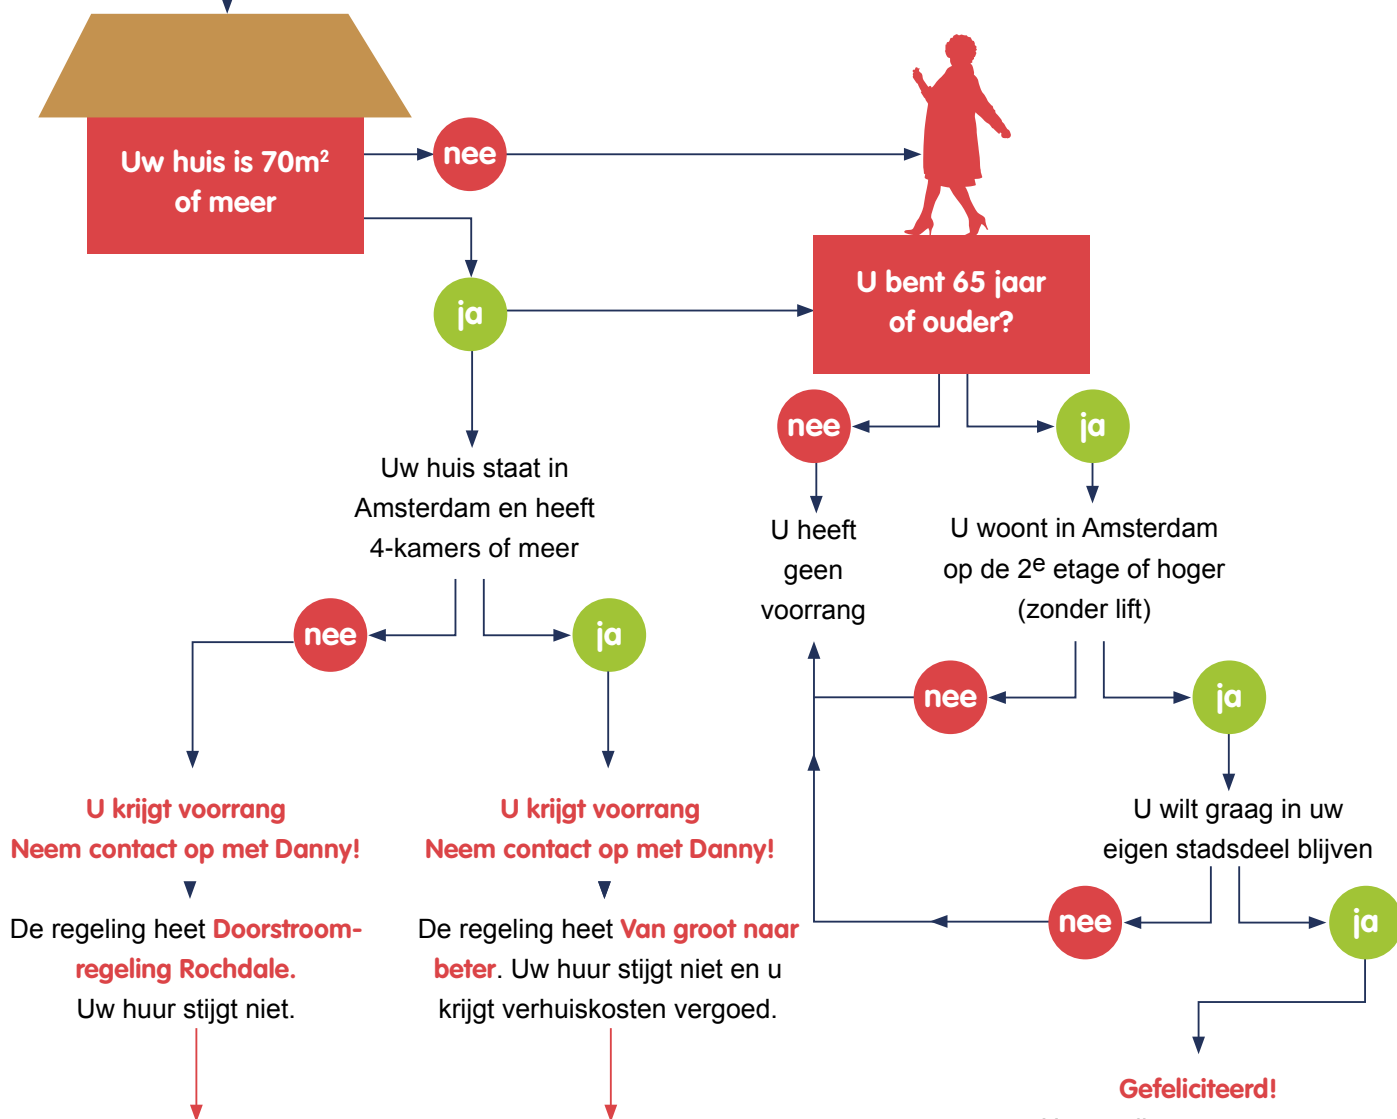 Uw huis is 70m²
of meer
nee
ja
U bent 65 jaar
of ouder?
nee
ja
Uw huis staat in
Amsterdam en heeft
4-kamers of meer
U heeft
geen
voorrang
U woont in Amsterdam
op de 2e etage of hoger
(zonder lift)
nee
ja
nee
ja
U krijgt voorrang
Neem contact op met Danny!
U krijgt voorrang
Neem contact op met Danny!
U wilt graag in uw
eigen stadsdeel blijven
nee
ja
De regeling heet Doorstroom-
regeling Rochdale.
Uw huur stijgt niet.
De regeling heet Van groot naar
beter. Uw huur stijgt niet en u
krijgt verhuiskosten vergoed.
Gefeliciteerd!